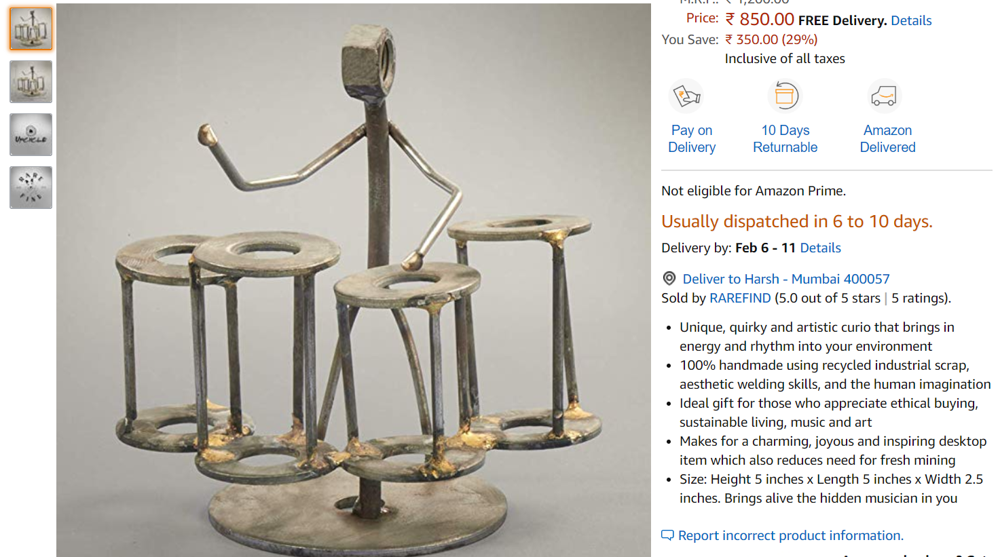 M.R.P.: ₹ 1,200.00
Price: ₹ 850.00 FREE Delivery. Details
You Save: ₹ 350.00 (29%)
Inclusive of all taxes
Pay on
Delivery
10 Days
Returnable
Amazon
Delivered
Not eligible for Amazon Prime.
Usually dispatched in 6 to 10 days.
Delivery by: Feb 6 - 11 Details
Deliver to Harsh - Mumbai 400057
Sold by RAREFIND (5.0 out of 5 stars | 5 ratings).
• Unique, quirky and artistic curio that brings in
energy and rhythm into your environment
• 100% handmade using recycled industrial scrap,
aesthetic welding skills, and the human imagination
• Ideal gift for those who appreciate ethical buying,
sustainable living, music and art
• Makes for a charming, joyous and inspiring desktop
item which also reduces need for fresh mining
• Size: Height 5 inches x Length 5 inches x Width 2.5
inches. Brings alive the hidden musician in you
Report incorrect product information.
UPCYCLED
RARE
FIND